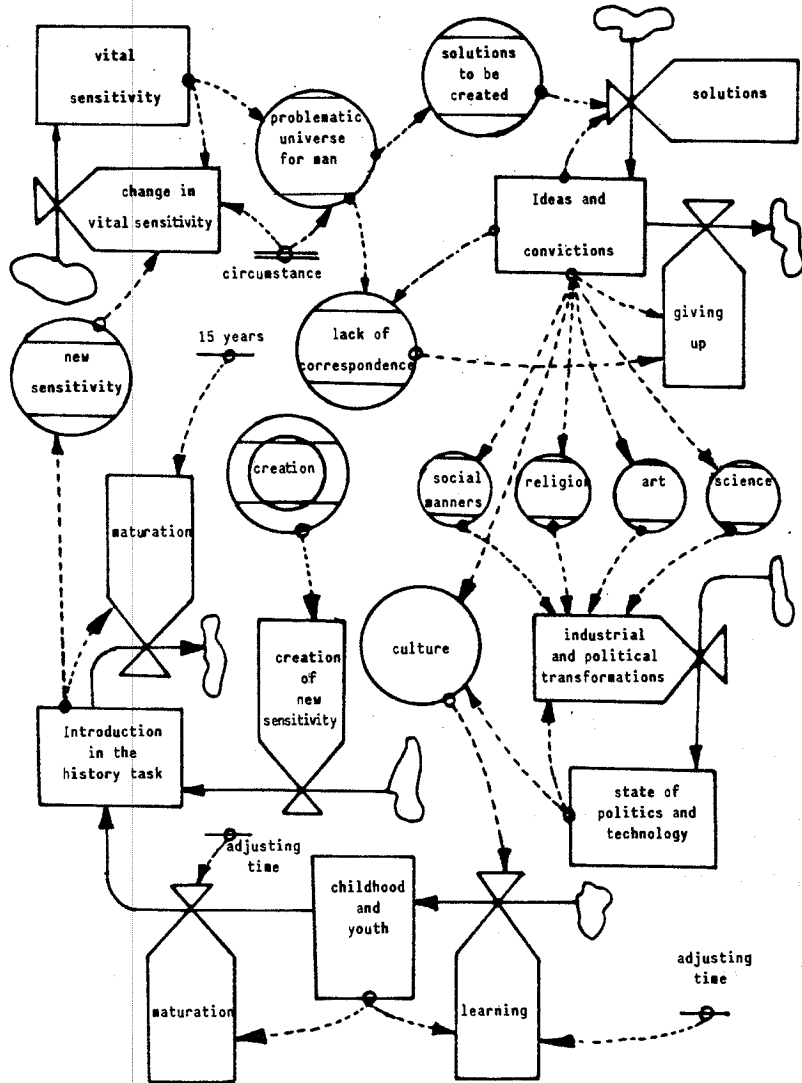 vital
sensitivity
solutions
to be
created
solutions
problematic
universe
for man
change in
vital sensitivity
Ideas and
convictions
circumstance
15 years
lack of
correspondence
giving
up
new
sensitivity
creation
social
manners
religion
art
science
maturation
creation
of
new
sensitivity
culture
industrial
and political
transformations
Introduction
in the
history task
state of
politics and
technology
adjusting
time
childhood
and
youth
adjusting
time
maturation
learning